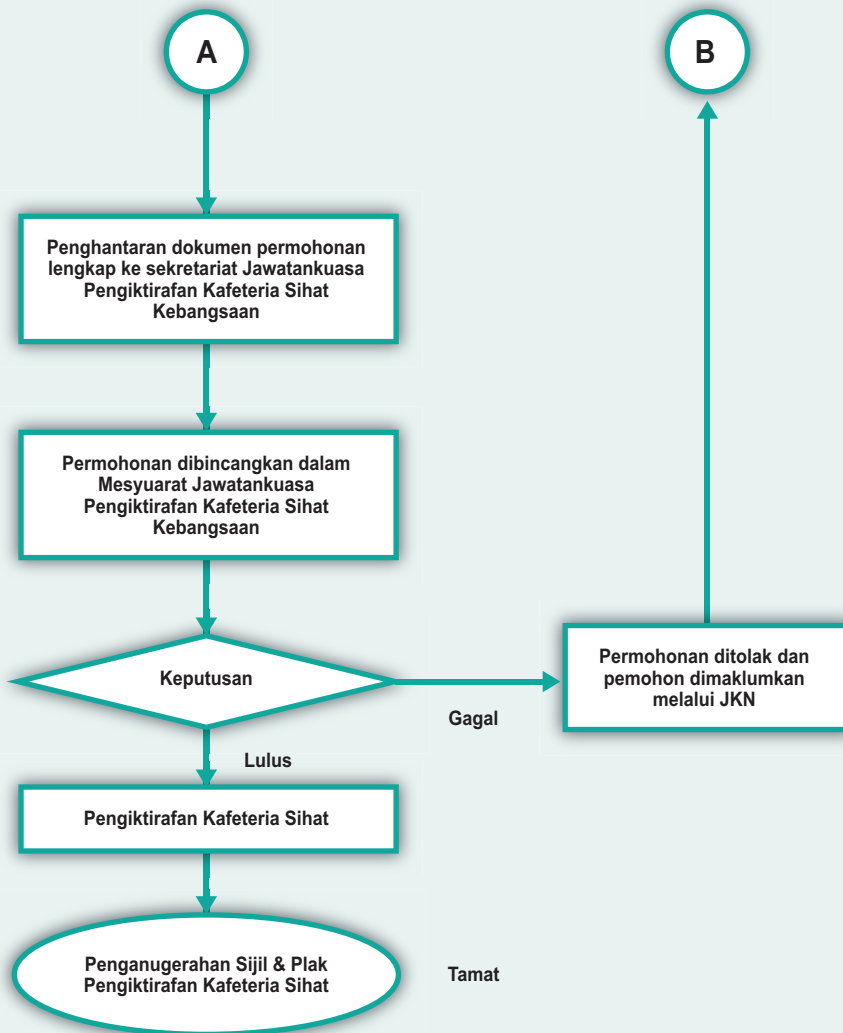 A
B
Penghantaran dokumen permohonan
lengkap ke sekretariat Jawatankuasa
Pengiktirafan Kafeteria Sihat
Kebangsaan
Permohonan dibincangkan dalam
Mesyuarat Jawatankuasa
Pengiktirafan Kafeteria Sihat
Kebangsaan
Keputusan
Gagal
Permohonan ditolak dan
pemohon dimaklumkan
melalui JKN
Lulus
Pengiktirafan Kafeteria Sihat
Penganugerahan Sijil & Plak
Pengiktirafan Kafeteria Sihat
Tamat